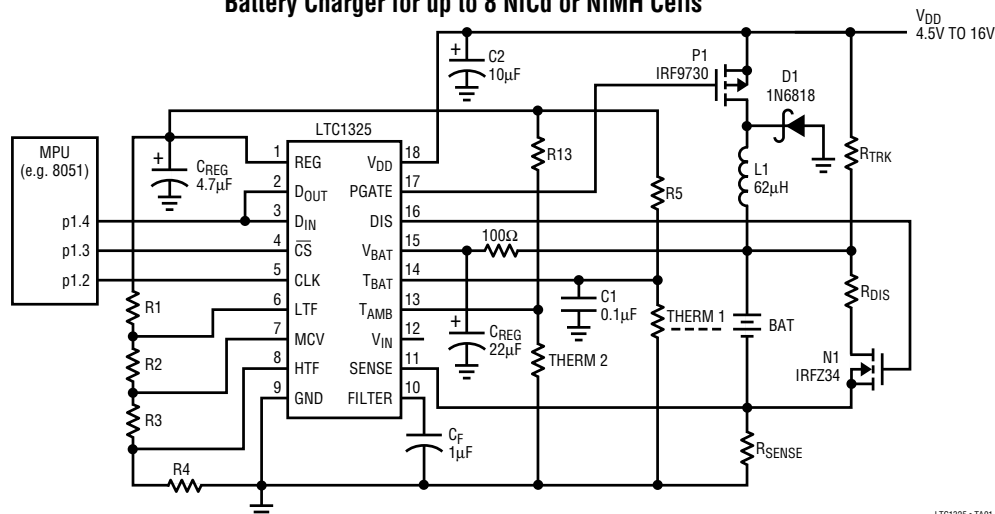 Battery Charger for up to 8 NiCd or NiMH Cells
VDD
4.5V TO 16V
+
C2
10µF
P1
IRF9730
D1
1N6818
LTC1325
MPU
(e.g. 8051)
+
CREG
4.7µF
R13
RTRK
L1
62µH
R5
1 REG
2 DOUT
3 DIN
4 CS
5 CLK
6 LTF
7 MCV
8 HTF
9 GND
VDD 18
PGATE 17
DIS 16
VBAT 15
TBAT 14
TAMB 13
VIN 12
SENSE 11
FILTER 10
p1.4
p1.3
p1.2
100Ω
R1
R2
R3
R4
C1
0.1µF
THERM 1
BAT
RDIS
+
CREG
22µF
THERM 2
N1
IRFZ34
CF
1µF
RSENSE